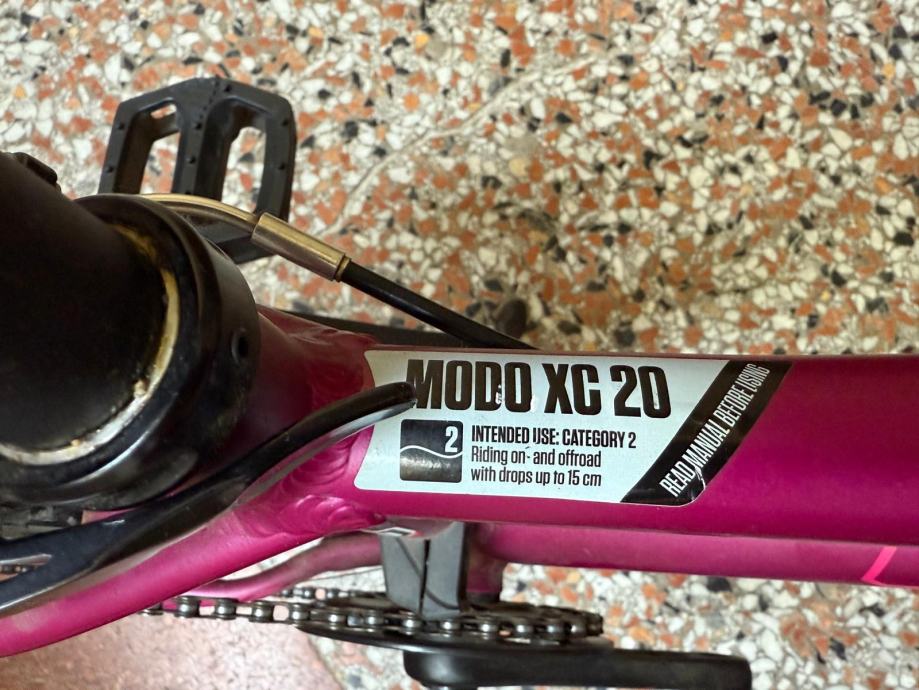 MODO XC 20
2
INTENDED USE: CATEGORY 2
Riding on- and offroad
with drops up to 15 cm
READ MANUAL BEFORE USING